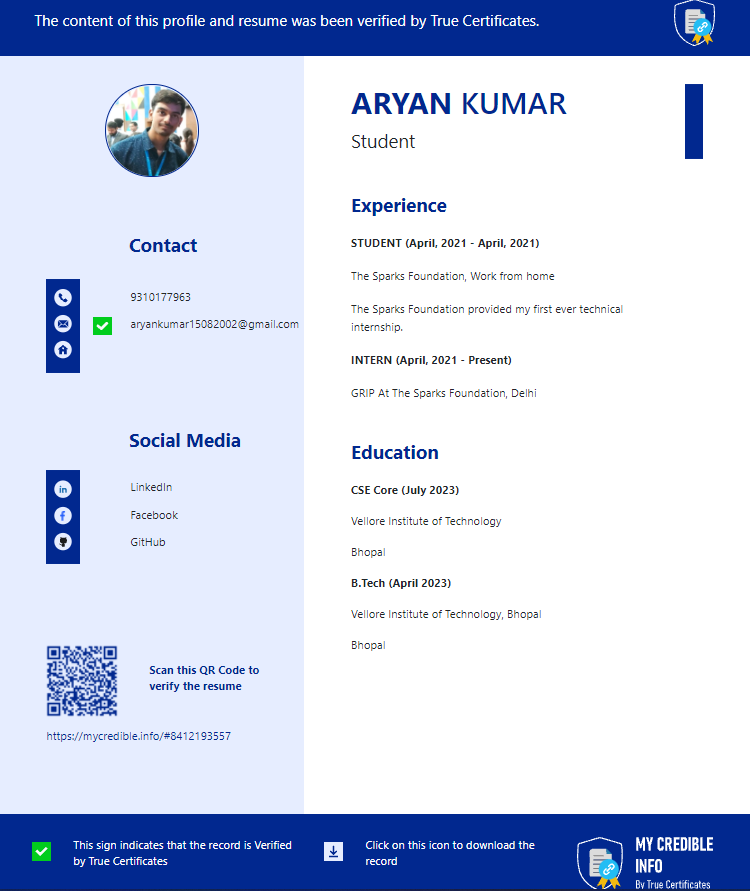 The content of this profile and resume was been verified by True Certificates.
ARYAN KUMAR
Student
Contact
9310177963
aryankumar15082002@gmail.com
Social Media
LinkedIn
Facebook
GitHub
Scan this QR Code to
verify the resume
https://mycredible.info/#8412193557
Experience
STUDENT (April, 2021 - April, 2021)
The Sparks Foundation, Work from home
The Sparks Foundation provided my first ever technical
internship.
INTERN (April, 2021 - Present)
GRIP At The Sparks Foundation, Delhi
Education
CSE Core (July 2023)
Vellore Institute of Technology
Bhopal
B.Tech (April 2023)
Vellore Institute of Technology, Bhopal
Bhopal
This sign indicates that the record is Verified
by True Certificates
Click on this icon to download the
record
MY CREDIBLE
INFO
By True Certificates